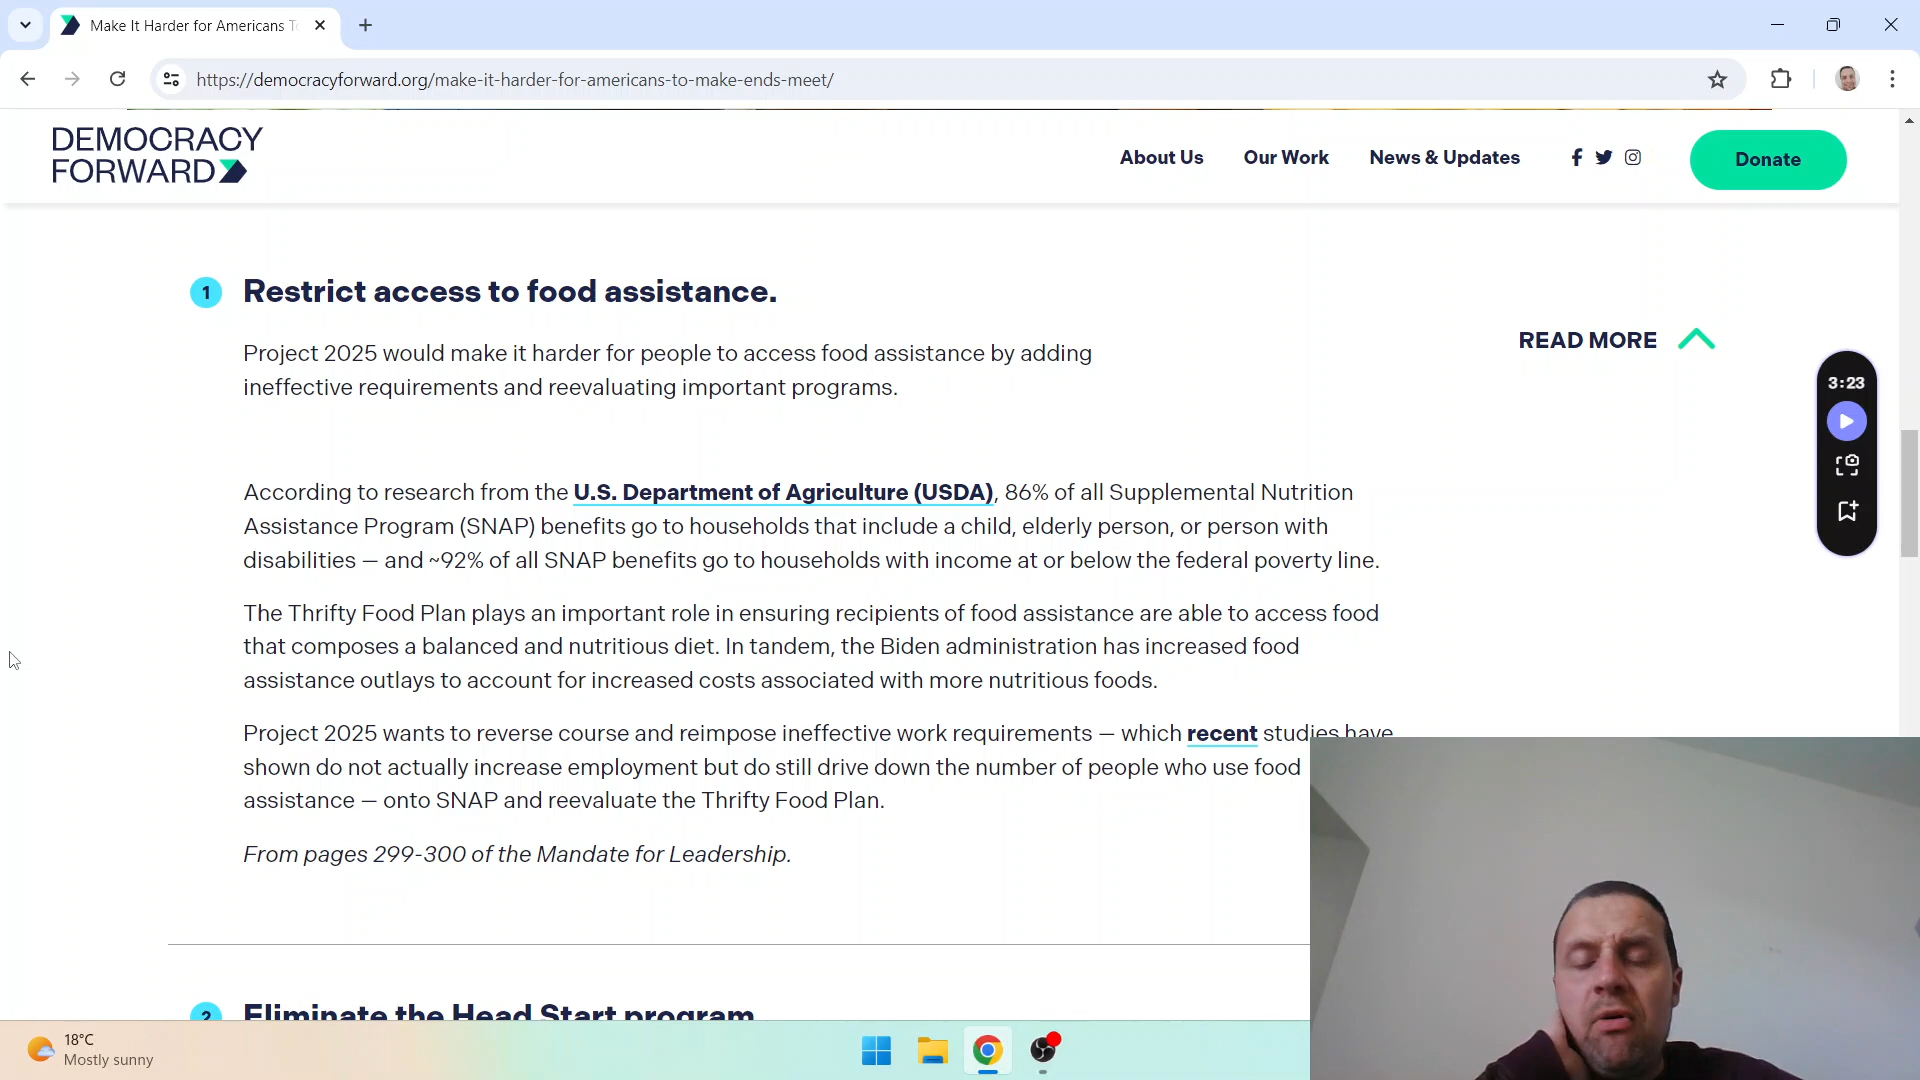 Make It Harder for Americans T
https://democracyforward.org/make-it-harder-for-americans-to-make-ends-meet/
DEMOCRACY
FORWARD
About Us
Our Work
News & Updates
Donate
1
Restrict access to food assistance.
Project 2025 would make it harder for people to access food assistance by adding
ineffective requirements and reevaluating important programs.
READ MORE
3:23
According to research from the U.S. Department of Agriculture (USDA), 86% of all Supplemental Nutrition
Assistance Program (SNAP) benefits go to households that include a child, elderly person, or person with
disabilities — and ~92% of all SNAP benefits go to households with income at or below the federal poverty line.
The Thrifty Food Plan plays an important role in ensuring recipients of food assistance are able to access food
that composes a balanced and nutritious diet. In tandem, the Biden administration has increased food
assistance outlays to account for increased costs associated with more nutritious foods.
Project 2025 wants to reverse course and reimpose ineffective work requirements — which recent studies have
shown do not actually increase employment but do still drive down the number of people who use food
assistance — onto SNAP and reevaluate the Thrifty Food Plan.
From pages 299-300 of the Mandate for Leadership.
2
Eliminate the Head Start program
18°C
Mostly sunny